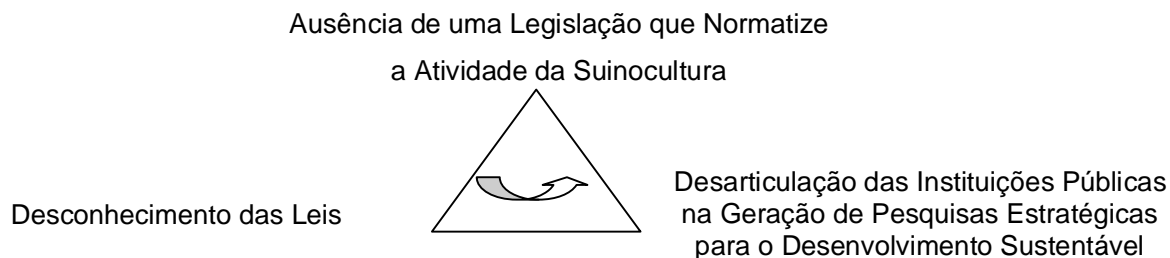 Ausência de uma Legislação que Normatize
a Atividade da Suinocultura
Desconhecimento das Leis
Desarticulação das Instituições Públicas
na Geração de Pesquisas Estratégicas
para o Desenvolvimento Sustentável